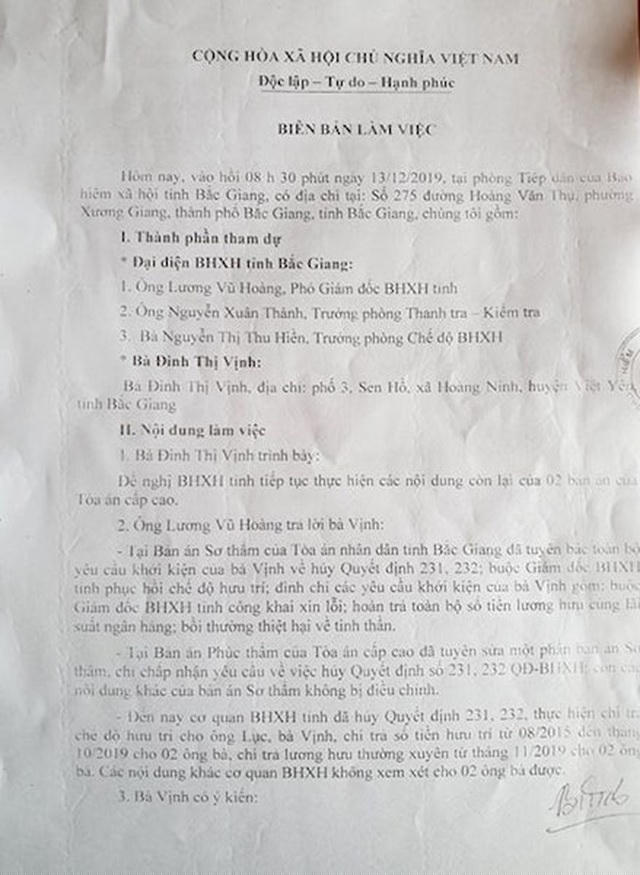 CỘNG HÒA XÃ HỘI CHỦ NGHĨA VIỆT NAM
Độc lập – Tự do – Hạnh phúc
BIÊN BẢN LÀM VIỆC
Hôm nay, vào hồi 08 h 30 phút ngày 13/12/2019, tại phòng Tiếp dân của Bảo
hiểm xã hội tỉnh Bắc Giang, có địa chỉ tại: Số 275 đường Hoàng Văn Thụ, phường
Xương Giang, thành phố Bắc Giang, tỉnh Bắc Giang, chúng tôi gồm:
I. Thành phần tham dự
* Đại diện BHXH tỉnh Bắc Giang:
1. Ông Lương Vũ Hoàng, Phó Giám đốc BHXH tỉnh
2. Ông Nguyễn Xuân Thành, Trưởng phòng Thanh tra – Kiểm tra
3. Bà Nguyễn Thị Thu Hiền, Trưởng phòng Chế độ BHXH
* Bà Đinh Thị Vịnh:
Bà Đinh Thị Vịnh, địa chỉ: phố 3, Sen Hồ, xã Hoàng Ninh, huyện Việt Yên,
tỉnh Bắc Giang
II. Nội dung làm việc
1. Bà Đinh Thị Vịnh trình bày:
Đề nghị BHXH tỉnh tiếp tục thực hiện các nội dung còn lại của 02 bản án của
Tòa án cấp cao.
2. Ông Lương Vũ Hoàng trả lời bà Vịnh:
- Tại Bản án Sơ thẩm của Tòa án nhân dân tỉnh Bắc Giang đã tuyên bác toàn bộ
yêu cầu khởi kiện của bà Vịnh về hủy Quyết định 231, 232; buộc Giám đốc BHXH
tỉnh phục hồi chế độ hưu trí; đình chỉ các yêu cầu khởi kiện của bà Vịnh gồm: buộc
Giám đốc BHXH tỉnh công khai xin lỗi; hoàn trả toàn bộ số tiền lương hưu cùng lãi
suất ngân hàng; bồi thường thiệt hại về tinh thần.
- Tại Bản án Phúc thẩm của Tòa án cấp cao đã tuyên sửa một phần bản án Sơ
thẩm, chỉ chấp nhận yêu cầu về việc hủy Quyết định số 231, 232 QĐ-BHXH; còn các
nội dung khác của bản án Sơ thẩm không bị điều chỉnh.
- Đến nay cơ quan BHXH tỉnh đã hủy Quyết định 231, 232, thực hiện chi trả
chế độ hưu trí cho ông Lục, bà Vịnh, chi trả số tiền hưu trí từ 08/2015 đến tháng
10/2019 cho 02 ông bà, chi trả lương hưu thường xuyên từ tháng 11/2019 cho 02 ông
bà. Các nội dung khác cơ quan BHXH không xem xét cho 02 ông bà được.
3. Bà Vịnh có ý kiến: